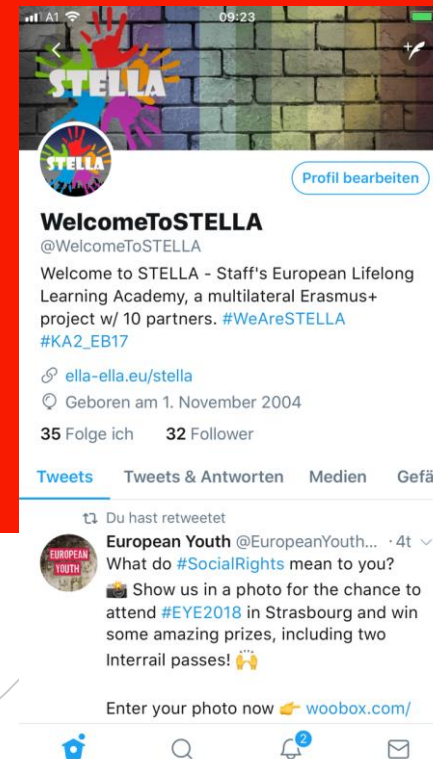 A1 09:23
STELLA
STELLA
Profil bearbeiten
WelcomeToSTELLA
@WelcomeToSTELLA
Welcome to STELLA - Staff's European Lifelong
Learning Academy, a multilateral Erasmus+
project w/ 10 partners. #WeAreSTELLA
#KA2_EB17
ella-ella.eu/stella
Geboren am 1. November 2004
35 Folge ich 32 Follower
Tweets Tweets & Antworten Medien Gefä
Du hast retweetet
EUROPEAN
YOUTH
European Youth @EuropeanYouth... · 4t
What do #SocialRights mean to you?
📸 Show us in a photo for the chance to
attend #EYE2018 in Strasbourg and win
some amazing prizes, including two
Interrail passes! 🙌
Enter your photo now 👉 woobox.com/
2